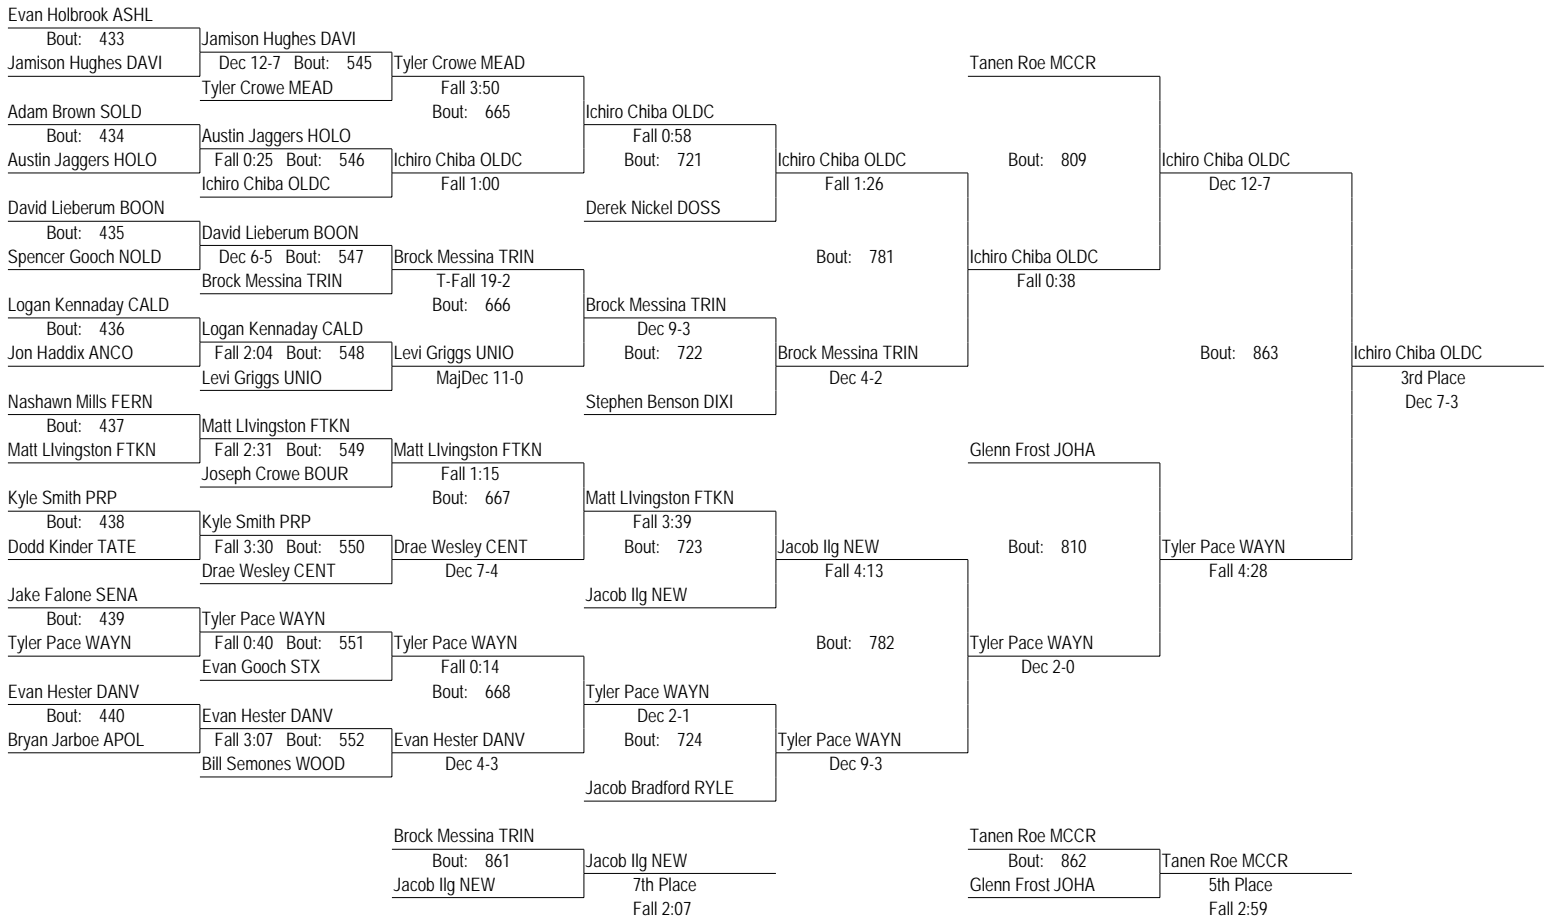 Evan Holbrook ASHL
Bout: 433
Jamison Hughes DAVI
Jamison Hughes DAVI
Dec 12-7 Bout: 545
Tyler Crowe MEAD
Tyler Crowe MEAD
Fall 3:50
Bout: 665
Adam Brown SOLD
Bout: 434
Austin Jaggers HOLO
Austin Jaggers HOLO
Fall 0:25 Bout: 546
Ichiro Chiba OLDC
Ichiro Chiba OLDC
Fall 1:00
Ichiro Chiba OLDC
Fall 0:58
Bout: 721
Derek Nickel DOSS
Ichiro Chiba OLDC
Fall 1:26
Bout: 781
David Lieberum BOON
Bout: 435
Spencer Gooch NOLD
David Lieberum BOON
Dec 6-5 Bout: 547
Brock Messina TRIN
Brock Messina TRIN
T-Fall 19-2
Bout: 666
Logan Kennaday CALD
Bout: 436
Jon Haddix ANCO
Logan Kennaday CALD
Fall 2:04 Bout: 548
Levi Griggs UNIO
Levi Griggs UNIO
MajDec 11-0
Brock Messina TRIN
Dec 9-3
Bout: 722
Stephen Benson DIXI
Brock Messina TRIN
Dec 4-2
Tanen Roe MCCR
Bout: 809
Ichiro Chiba OLDC
Fall 0:38
Ichiro Chiba OLDC
Dec 12-7
Bout: 863
Ichiro Chiba OLDC
3rd Place
Dec 7-3
Nashawn Mills FERN
Bout: 437
Matt LIvingston FTKN
Matt LIvingston FTKN
Fall 2:31 Bout: 549
Joseph Crowe BOUR
Matt LIvingston FTKN
Fall 1:15
Bout: 667
Kyle Smith PRP
Bout: 438
Dodd Kinder TATE
Kyle Smith PRP
Fall 3:30 Bout: 550
Drae Wesley CENT
Drae Wesley CENT
Dec 7-4
Matt LIvingston FTKN
Fall 3:39
Bout: 723
Jacob Ilg NEW
Jacob Ilg NEW
Fall 4:13
Bout: 782
Jake Falone SENA
Bout: 439
Tyler Pace WAYN
Tyler Pace WAYN
Fall 0:40 Bout: 551
Evan Gooch STX
Tyler Pace WAYN
Fall 0:14
Bout: 668
Evan Hester DANV
Bout: 440
Bryan Jarboe APOL
Evan Hester DANV
Fall 3:07 Bout: 552
Bill Semones WOOD
Evan Hester DANV
Dec 4-3
Tyler Pace WAYN
Dec 2-1
Bout: 724
Jacob Bradford RYLE
Tyler Pace WAYN
Dec 9-3
Glenn Frost JOHA
Bout: 810
Tyler Pace WAYN
Dec 2-0
Tyler Pace WAYN
Fall 4:28
Brock Messina TRIN
Bout: 861
Jacob Ilg NEW
Jacob Ilg NEW
7th Place
Fall 2:07
Tanen Roe MCCR
Bout: 862
Glenn Frost JOHA
Tanen Roe MCCR
5th Place
Fall 2:59